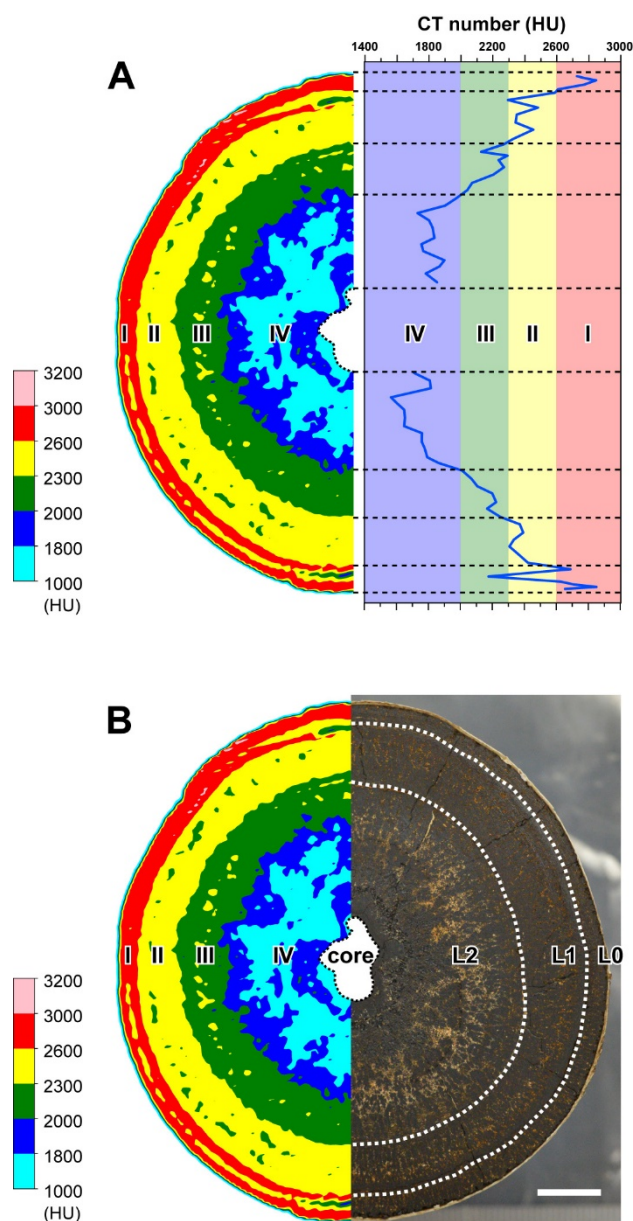 CT number (HU)
1400 1800 2200 2600 3000
A
I II III IV
IV III II I
3200
3000
2600
2300
2000
1800
1000
(HU)
B
I II III IV core L2 L1 L0
3200
3000
2600
2300
2000
1800
1000
(HU)